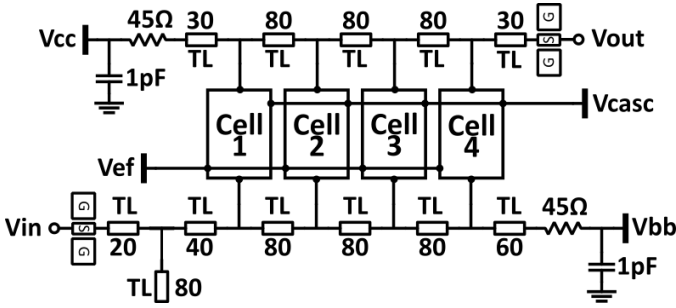 45Ω 30 80 80 80 30 G
Vcc S Vout
TL TL TL TL TL G
1pF
Cell 1 Cell 2 Cell 3 Cell 4 Vcasc
Vef
G TL TL TL TL TL TL 45Ω
Vin S Vbb
G 20 40 80 80 80 60
1pF
TL 80